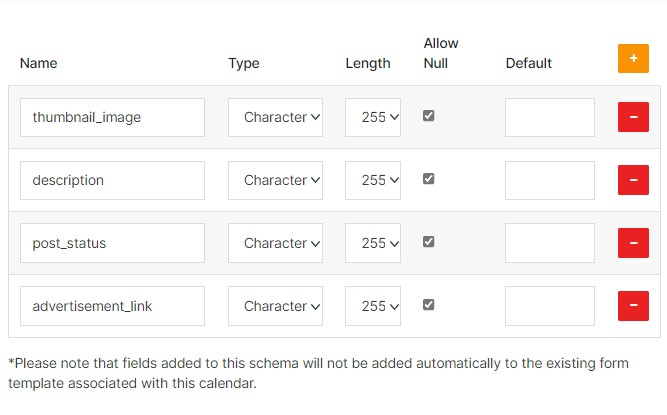 Name Type Length Allow Null Default +
thumbnail_image Character 255 −
description Character 255 −
post_status Character 255 −
advertisement_link Character 255 −
*Please note that fields added to this schema will not be added automatically to the existing form
template associated with this calendar.